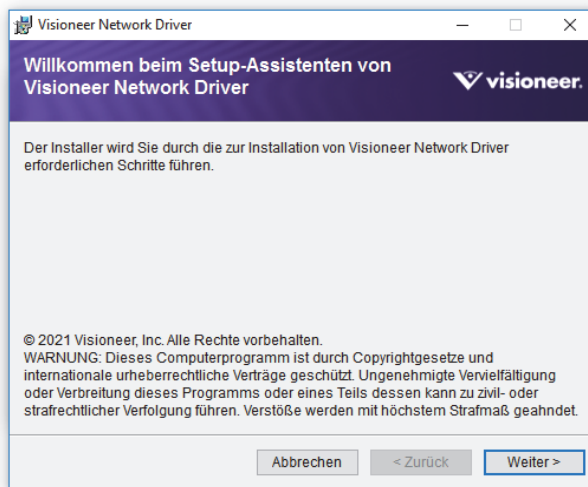 Visioneer Network Driver
Willkommen beim Setup-Assistenten von
Visioneer Network Driver
visioneer.
Der Installer wird Sie durch die zur Installation von Visioneer Network Driver
erforderlichen Schritte führen.
© 2021 Visioneer, Inc. Alle Rechte vorbehalten.
WARNUNG: Dieses Computerprogramm ist durch Copyrightgesetze und
internationale urheberrechtliche Verträge geschützt. Ungenehmigte Vervielfältigung
oder Verbreitung dieses Programms oder eines Teils dessen kann zu zivil- oder
strafrechtlicher Verfolgung führen. Verstöße werden mit höchstem Strafmaß geahndet.
Abbrechen < Zurück Weiter >